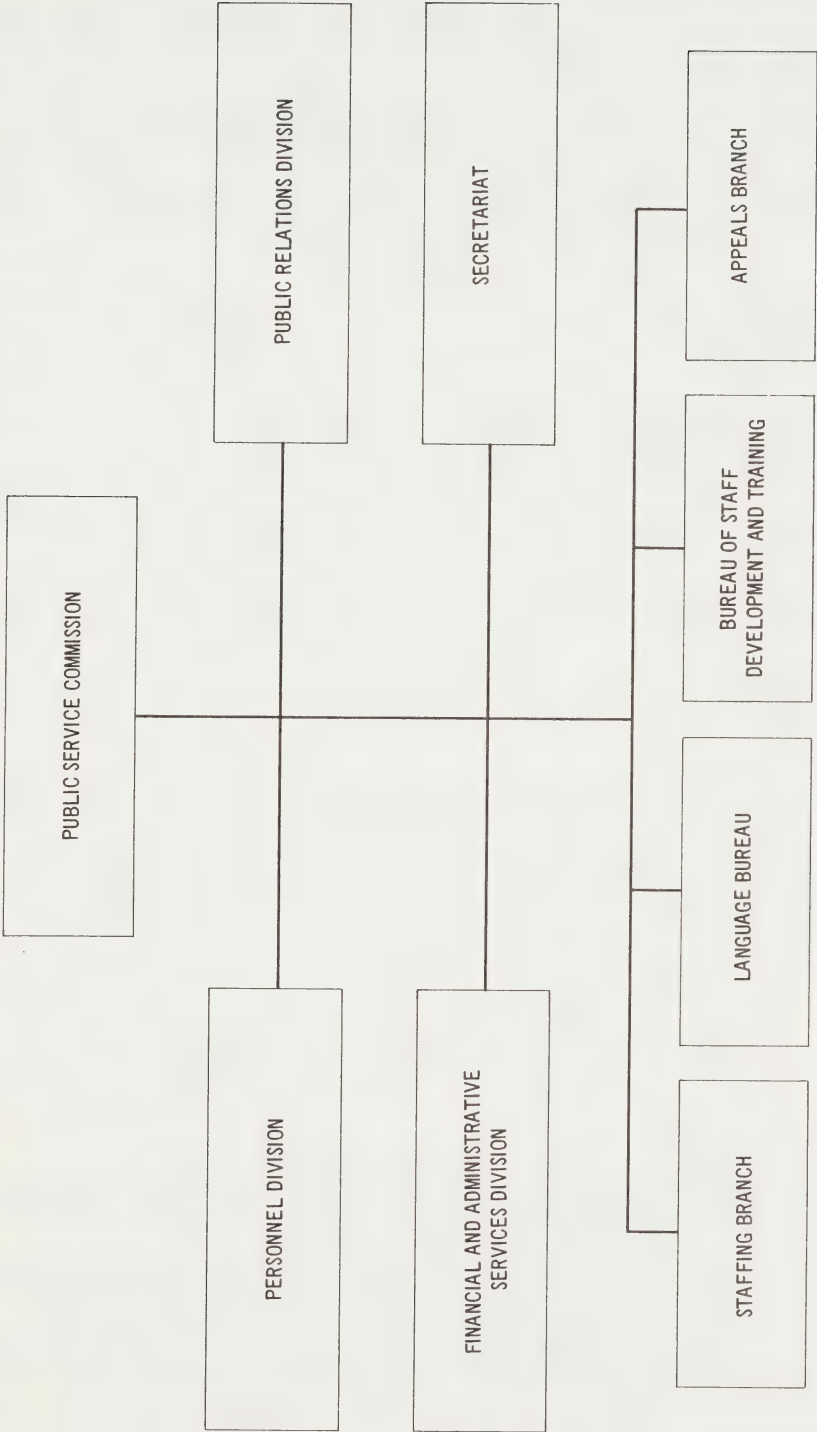 PUBLIC SERVICE COMMISSION
PERSONNEL DIVISION
PUBLIC RELATIONS DIVISION
FINANCIAL AND ADMINISTRATIVE
SERVICES DIVISION
SECRETARIAT
STAFFING BRANCH
LANGUAGE BUREAU
BUREAU OF STAFF
DEVELOPMENT AND TRAINING
APPEALS BRANCH